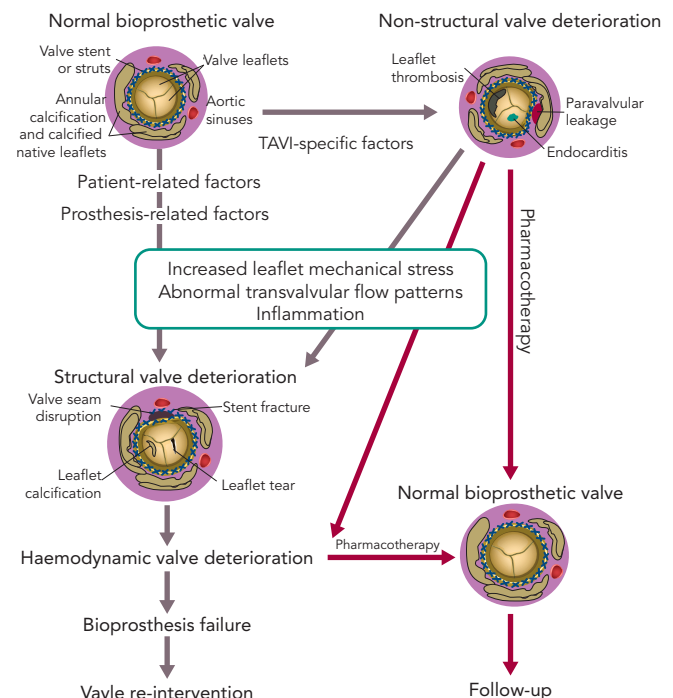 Normal bioprosthetic valve
Non-structural valve deterioration
Valve stent
or struts
Valve leaflets
Annular
calcification
and calcified
native leaflets
Aortic
sinuses
Leaflet
thrombosis
Paravalvular
leakage
Endocarditis
TAVI-specific factors
Patient-related factors
Prosthesis-related factors
Pharmacotherapy
Increased leaflet mechanical stress
Abnormal transvalvular flow patterns
Inflammation
Structural valve deterioration
Valve seam
disruption
Stent fracture
Leaflet
calcification
Leaflet tear
Normal bioprosthetic valve
Haemodynamic valve deterioration
Pharmacotherapy
Bioprosthesis failure
Vavle re-intervention
Follow-up